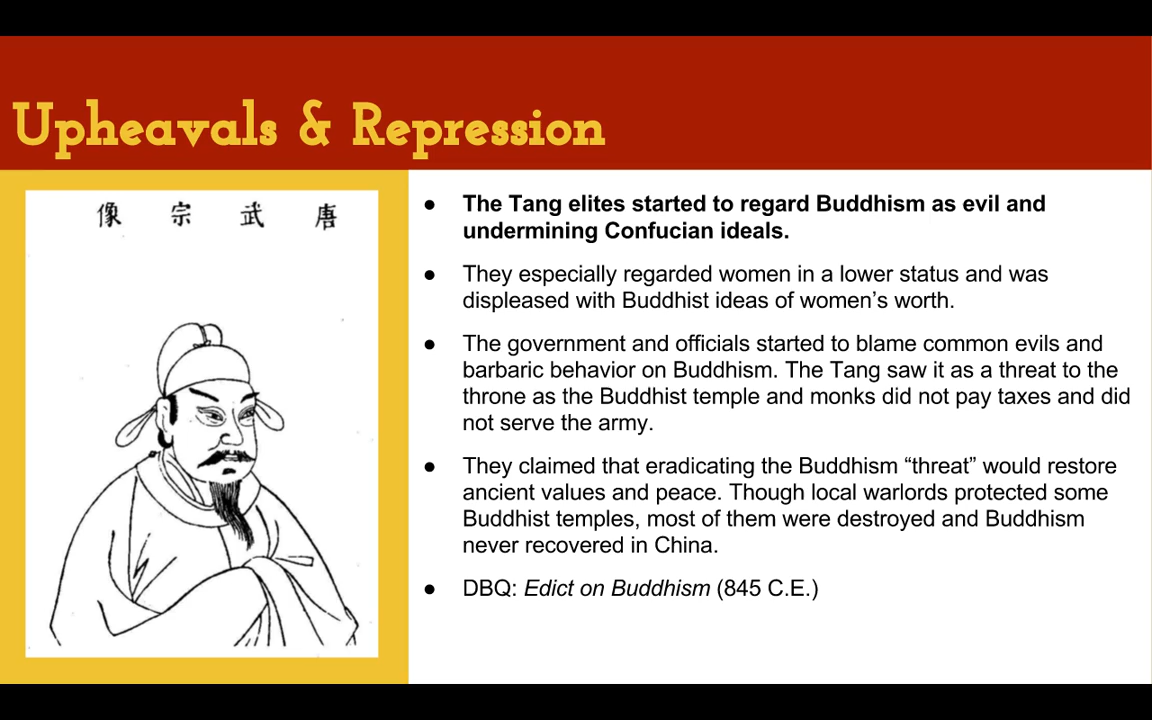 Upheavals & Repression
唐武宗像
● The Tang elites started to regard Buddhism as evil and
undermining Confucian ideals.
● They especially regarded women in a lower status and was
displeased with Buddhist ideas of women’s worth.
● The government and officials started to blame common evils and
barbaric behavior on Buddhism. The Tang saw it as a threat to the
throne as the Buddhist temple and monks did not pay taxes and did
not serve the army.
● They claimed that eradicating the Buddhism “threat” would restore
ancient values and peace. Though local warlords protected some
Buddhist temples, most of them were destroyed and Buddhism
never recovered in China.
● DBQ: Edict on Buddhism (845 C.E.)